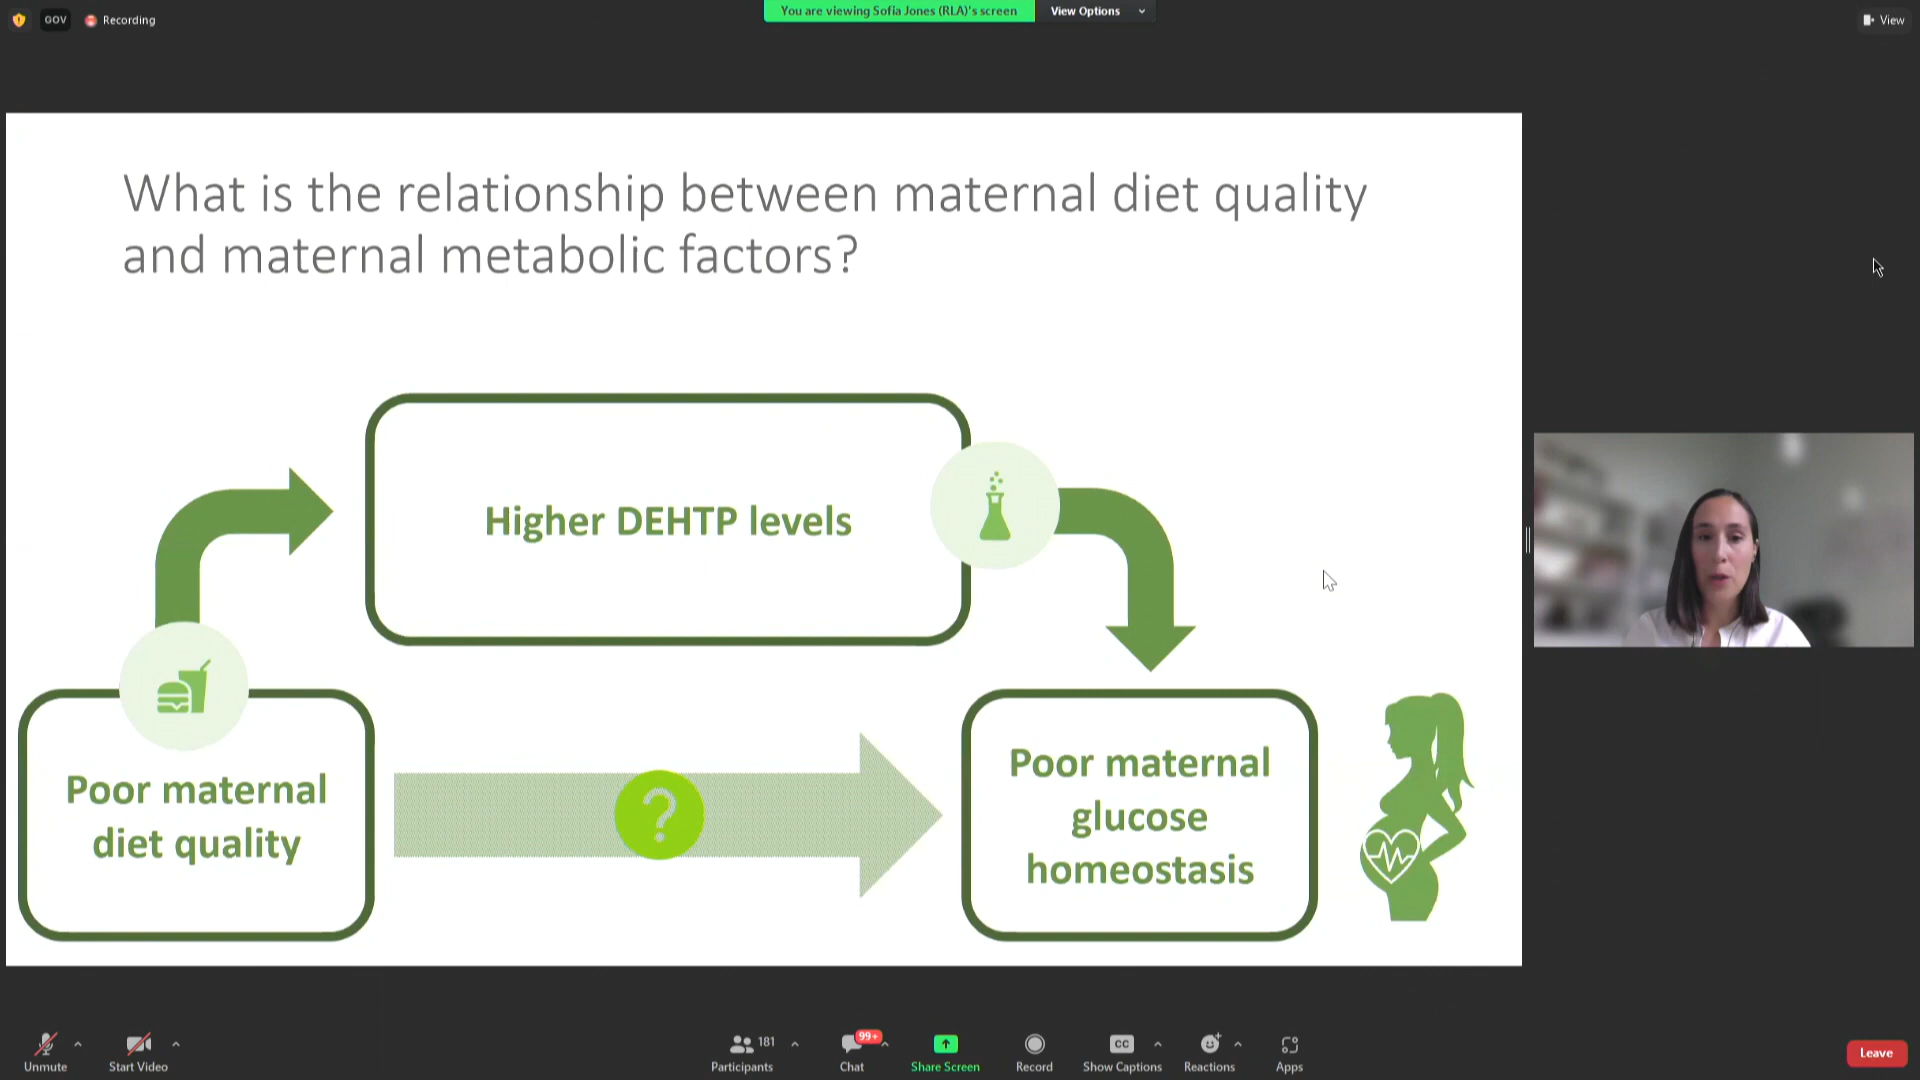 GOV
Recording
You are viewing Sofia Jones (RLA)'s screen
View Options
View
What is the relationship between maternal diet quality
and maternal metabolic factors?
Higher DEHTP levels
Poor maternal
diet quality
?
Poor maternal
glucose
homeostasis
Unmute
Start Video
181
Participants
99+
Chat
Share Screen
Record
CC
Show Captions
Reactions
Apps
Leave